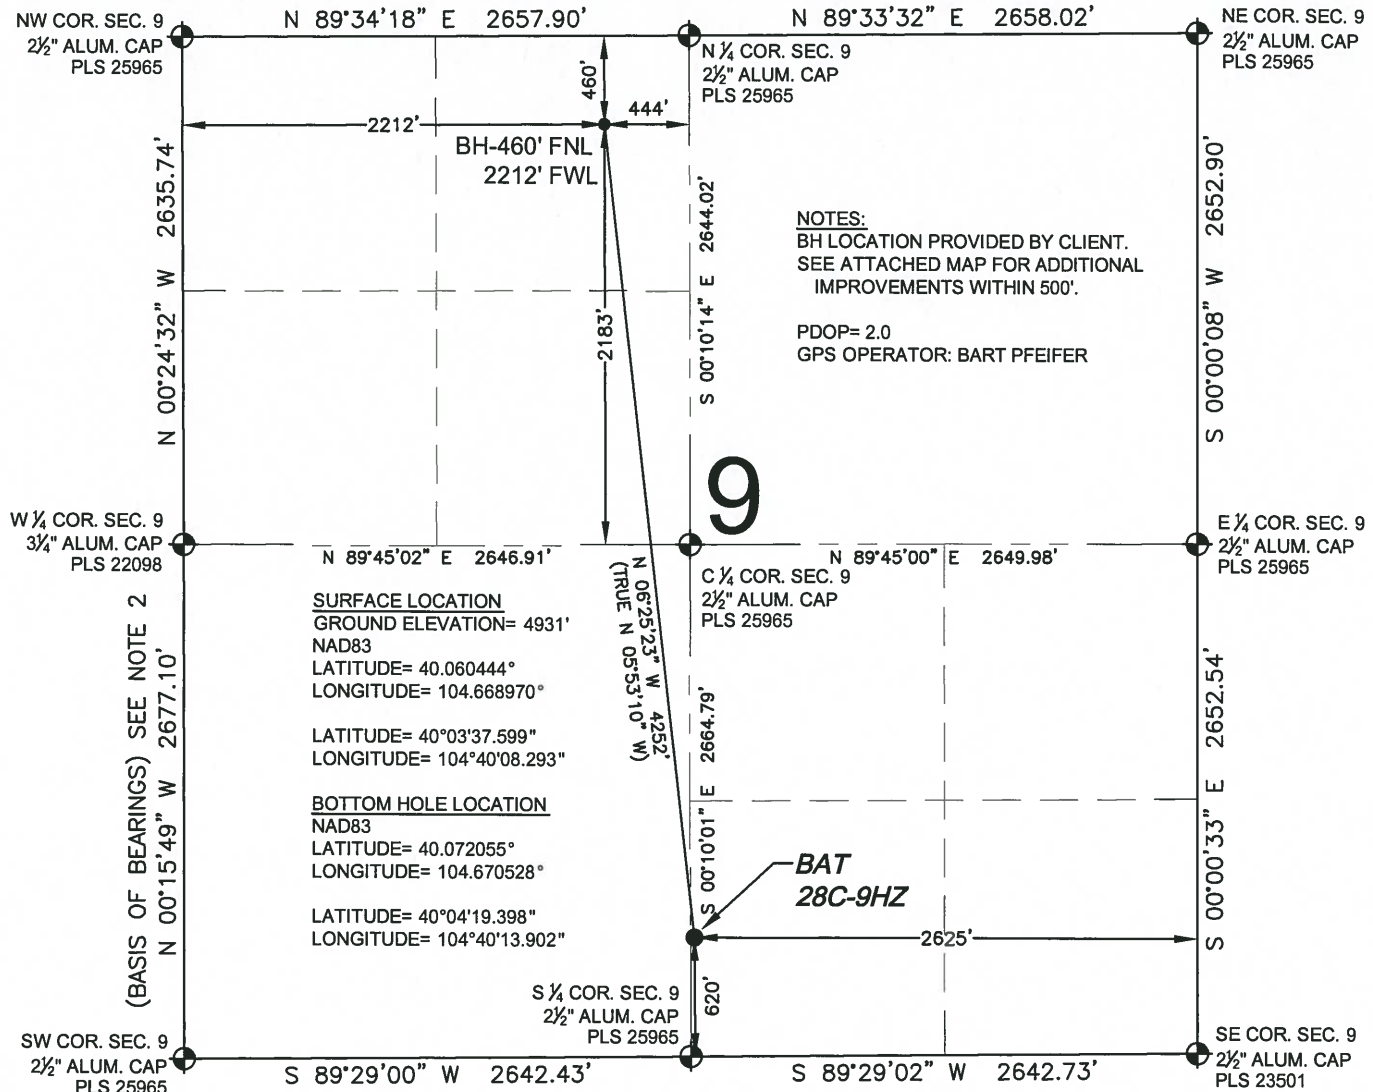 N 89°34'18" E 2657.90'
N 89°33'32" E 2658.02'
NW COR. SEC. 9
2½" ALUM. CAP
PLS 25965
N ¼ COR. SEC. 9
2½" ALUM. CAP
PLS 25965
NE COR. SEC. 9
2½" ALUM. CAP
PLS 25965
460'
444'
2212'
BH-460' FNL
2212' FWL
N 00°24'32" W 2635.74'
2183'
S 00°10'14" E 2644.02'
NOTES:
BH LOCATION PROVIDED BY CLIENT.
SEE ATTACHED MAP FOR ADDITIONAL
IMPROVEMENTS WITHIN 500'.
PDOP= 2.0
GPS OPERATOR: BART PFEIFER
S 00°00'08" W 2652.90'
9
W ¼ COR. SEC. 9
3¼" ALUM. CAP
PLS 22098
N 89°45'02" E 2646.91'
N 89°45'00" E 2649.98'
E ¼ COR. SEC. 9
2½" ALUM. CAP
PLS 25965
C ¼ COR. SEC. 9
2½" ALUM. CAP
PLS 25965
N 06°25'23" W 4252'
(TRUE N 05°53'10" W)
SURFACE LOCATION
GROUND ELEVATION= 4931'
NAD83
LATITUDE= 40.060444°
LONGITUDE= 104.668970°
LATITUDE= 40°03'37.599"
LONGITUDE= 104°40'08.293"
BOTTOM HOLE LOCATION
NAD83
LATITUDE= 40.072055°
LONGITUDE= 104.670528°
LATITUDE= 40°04'19.398"
LONGITUDE= 104°40'13.902"
(BASIS OF BEARINGS) SEE NOTE 2
N 00°15'49" W 2677.10'
S 00°10'01" E 2664.79'
S 00°00'33" E 2652.54'
BAT
28C-9HZ
2625'
620'
S ¼ COR. SEC. 9
2½" ALUM. CAP
PLS 25965
SW COR. SEC. 9
2½" ALUM. CAP
PLS 25965
SE COR. SEC. 9
2½" ALUM. CAP
PLS 23501
S 89°29'00" W 2642.43'
S 89°29'02" W 2642.73'